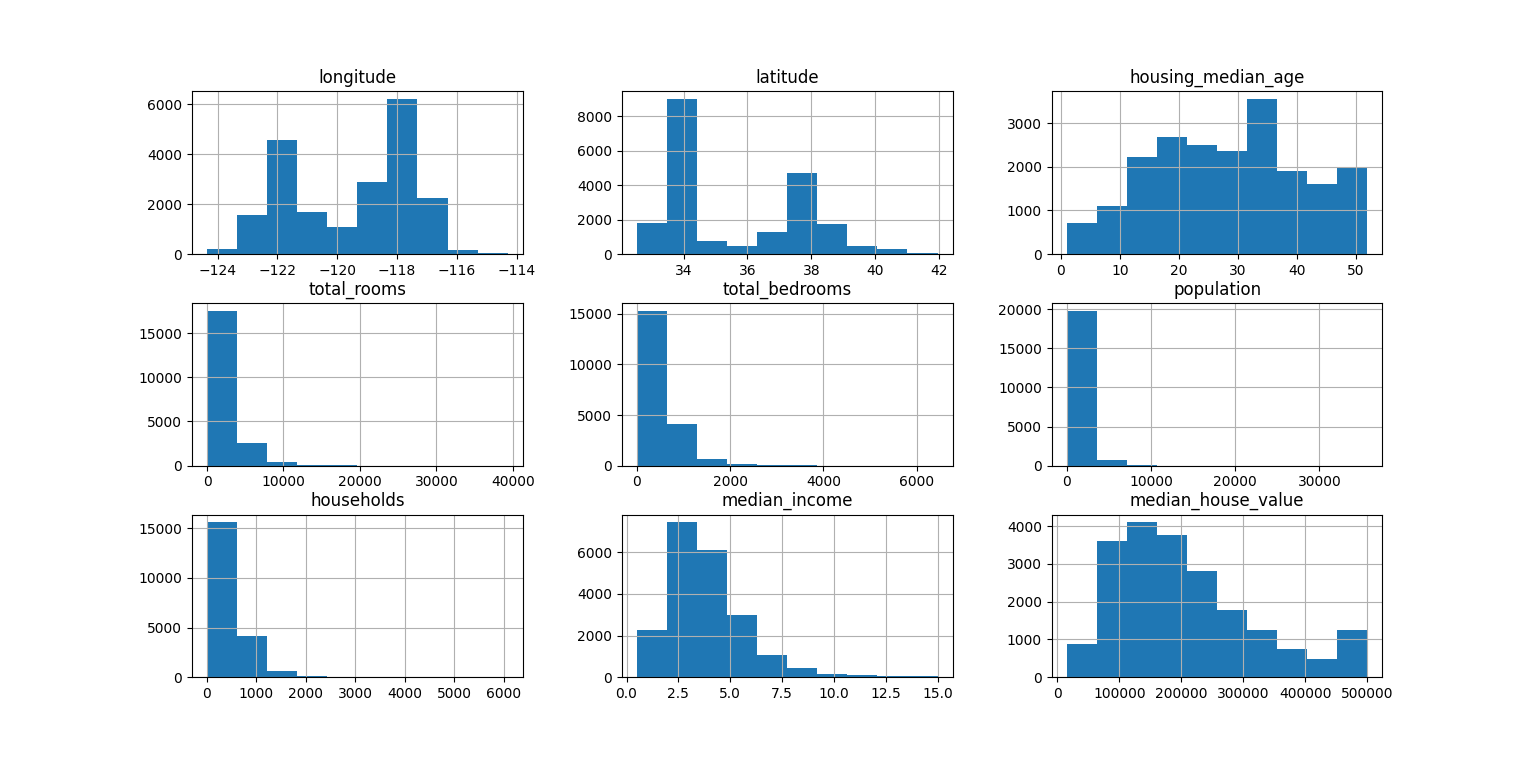 longitude
6000
4000
2000
0
−124 −122 −120 −118 −116 −114
latitude
8000
6000
4000
2000
0
34 36 38 40 42
housing_median_age
3000
2000
1000
0
0 10 20 30 40 50
total_rooms
15000
10000
5000
0
0 10000 20000 30000 40000
total_bedrooms
15000
10000
5000
0
0 2000 4000 6000
population
20000
15000
10000
5000
0
0 10000 20000 30000
households
15000
10000
5000
0
0 1000 2000 3000 4000 5000 6000
median_income
6000
4000
2000
0
0.0 2.5 5.0 7.5 10.0 12.5 15.0
median_house_value
4000
3000
2000
1000
0
0 100000 200000 300000 400000 500000